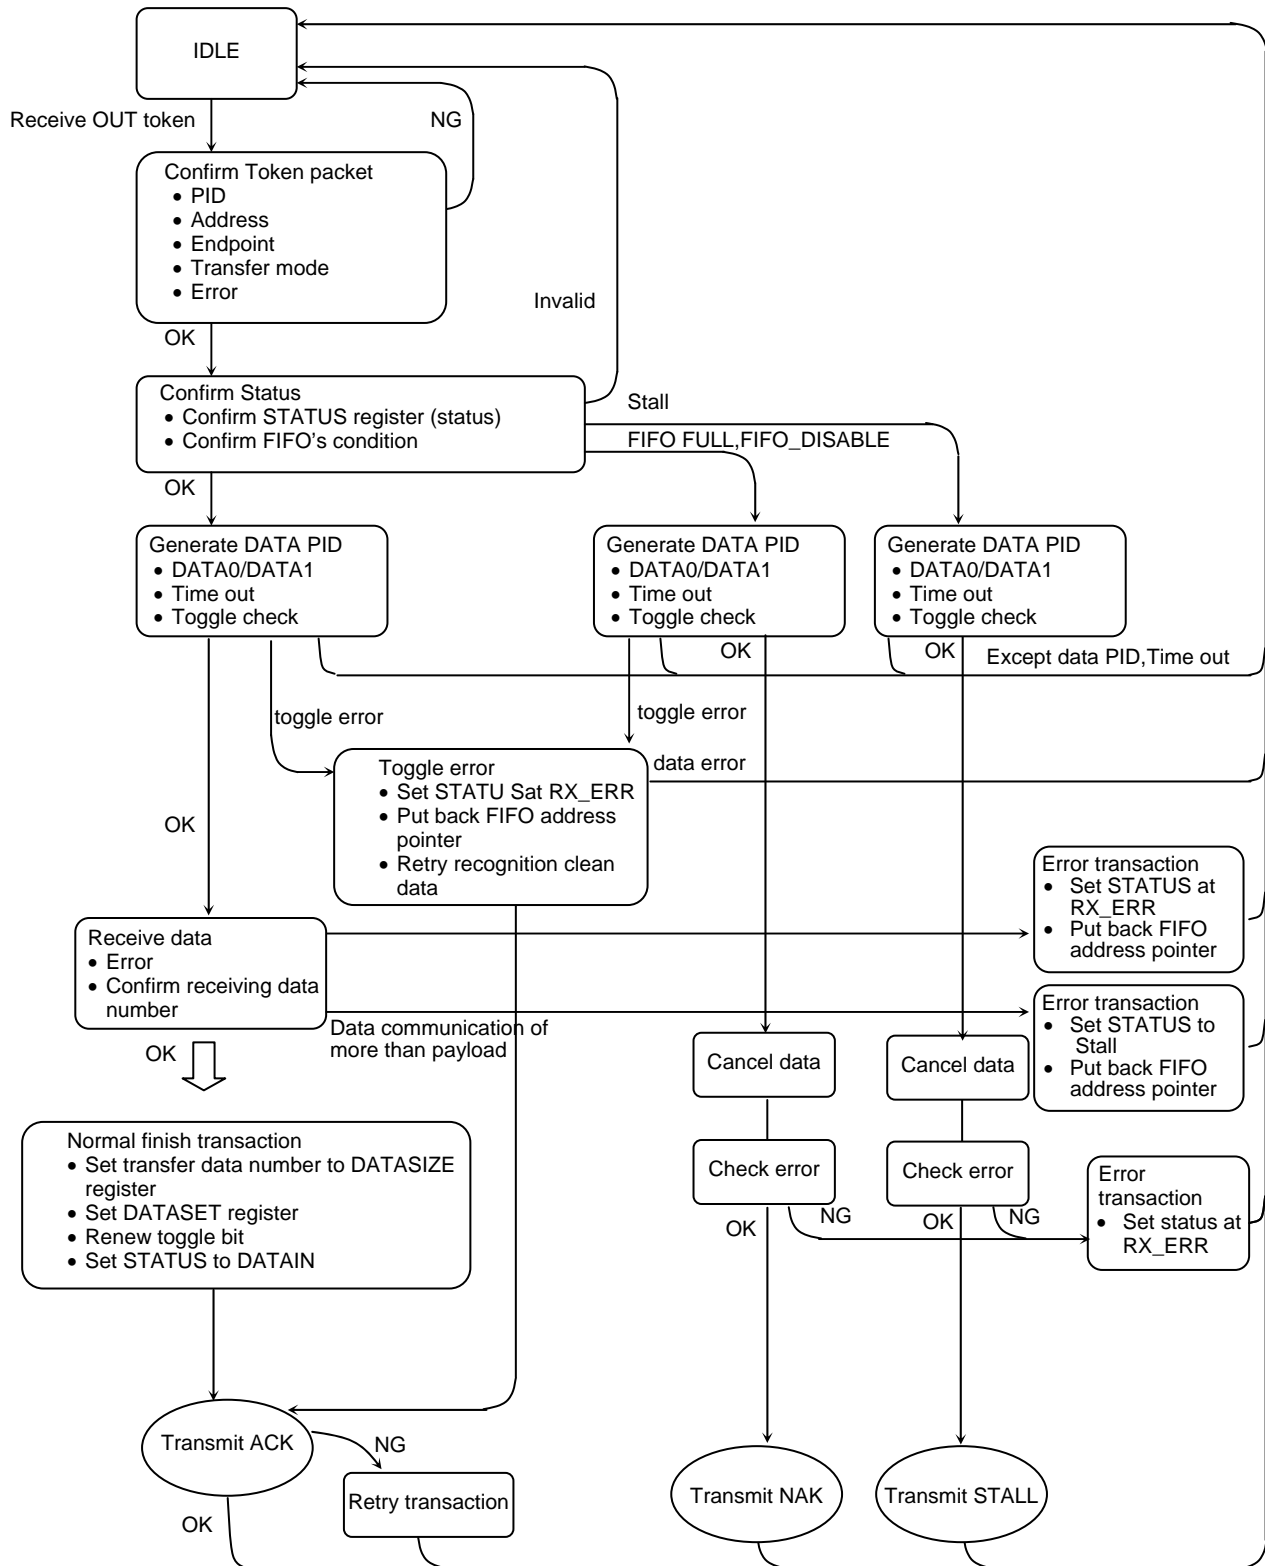 IDLE
Receive OUT token
NG
Confirm Token packet
• PID
• Address
• Endpoint
• Transfer mode
• Error
Invalid
OK
Confirm Status
• Confirm STATUS register (status)
• Confirm FIFO's condition
Stall
FIFO FULL,FIFO_DISABLE
OK
Generate DATA PID
• DATA0/DATA1
• Time out
• Toggle check
Generate DATA PID
• DATA0/DATA1
• Time out
• Toggle check
Generate DATA PID
• DATA0/DATA1
• Time out
• Toggle check
OK
OK
Except data PID,Time out
toggle error
toggle error
data error
Toggle error
• Set STATU Sat RX_ERR
• Put back FIFO address
pointer
• Retry recognition clean
data
OK
Error transaction
• Set STATUS at
RX_ERR
• Put back FIFO
address pointer
Receive data
• Error
• Confirm receiving data
number
Data communication of
more than payload
Error transaction
• Set STATUS to
Stall
• Put back FIFO
address pointer
OK
Cancel data
Cancel data
Normal finish transaction
• Set transfer data number to DATASIZE
register
• Set DATASET register
• Renew toggle bit
• Set STATUS to DATAIN
Check error
Check error
Error
transaction
• Set status at
RX_ERR
OK
NG
OK
NG
Transmit ACK
NG
Retry transaction
OK
Transmit NAK
Transmit STALL